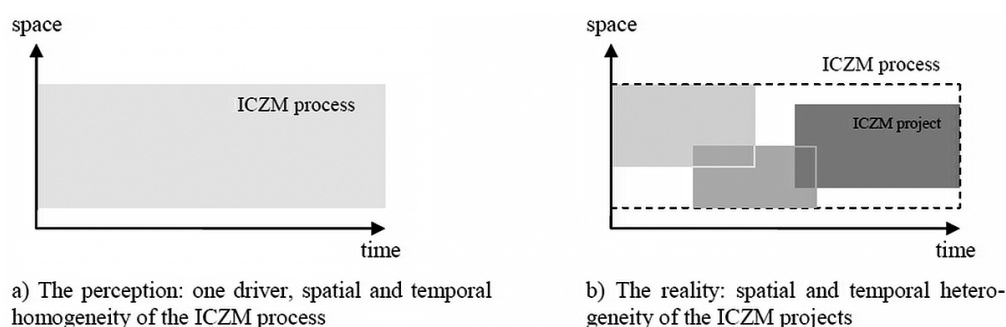 space
ICZM process
time
a) The perception: one driver, spatial and temporal
homogeneity of the ICZM process
space
ICZM process
ICZM project
time
b) The reality: spatial and temporal hetero-
geneity of the ICZM projects